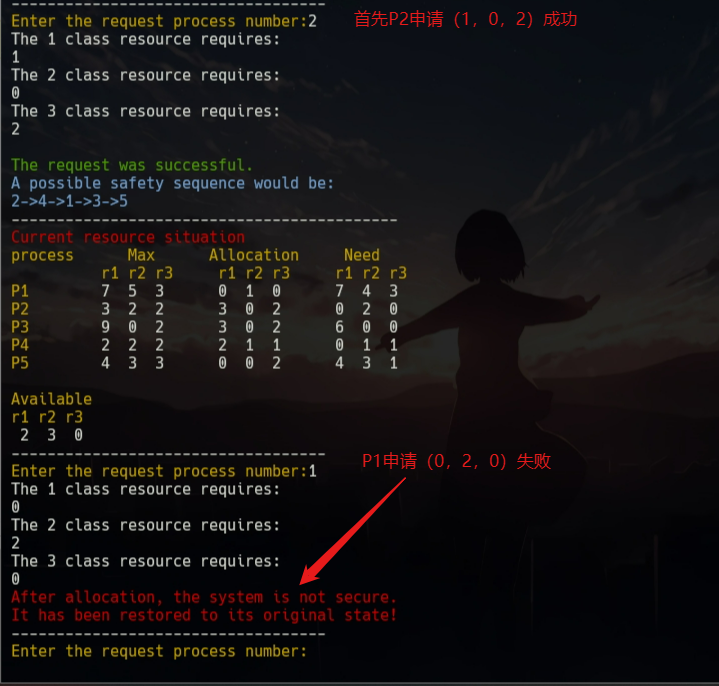 ---------------------------------
Enter the request process number:2
首先P2申请（1，0，2）成功
The 1 class resource requires:
1
The 2 class resource requires:
0
The 3 class resource requires:
2
The request was successful.
A possible safety sequence would be:
2->4->1->3->5
-----------------------------------------
Current resource situation
process Max Allocation Need
r1 r2 r3 r1 r2 r3 r1 r2 r3
P1 7 5 3 0 1 0 7 4 3
P2 3 2 2 3 0 2 0 2 0
P3 9 0 2 3 0 2 6 0 0
P4 2 2 2 2 1 1 0 1 1
P5 4 3 3 0 0 2 4 3 1
Available
r1 r2 r3
2 3 0
---------------------------------
Enter the request process number:1
P1申请（0，2，0）失败
The 1 class resource requires:
0
The 2 class resource requires:
2
The 3 class resource requires:
0
After allocation, the system is not secure.
It has been restored to its original state!
---------------------------------
Enter the request process number: